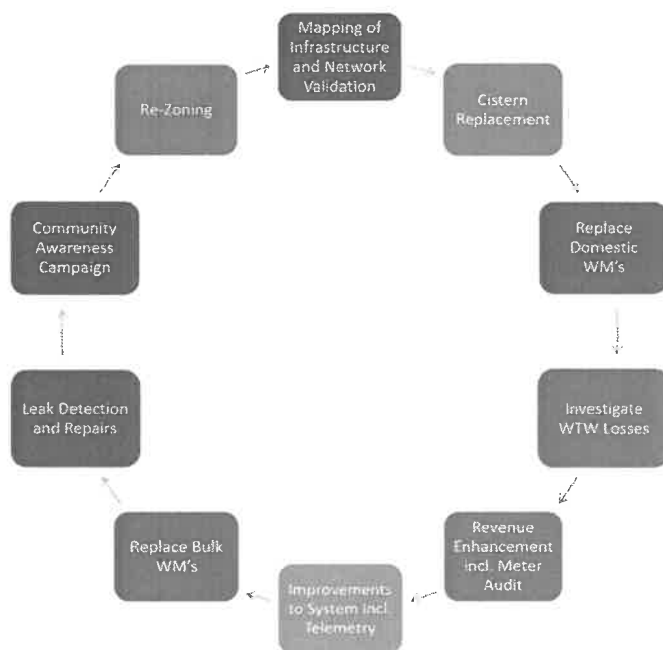 Mapping of
Infrastructure
and Network
Validation
Cistern
Replacement
Replace
Domestic
WM's
Investigate
WTW Losses
Revenue
Enhancement
incl. Meter
Audit
Improvements
to System incl.
Telemetry
Replace Bulk
WM's
Leak Detection
and Repairs
Community
Awareness
Campaign
Re-Zoning